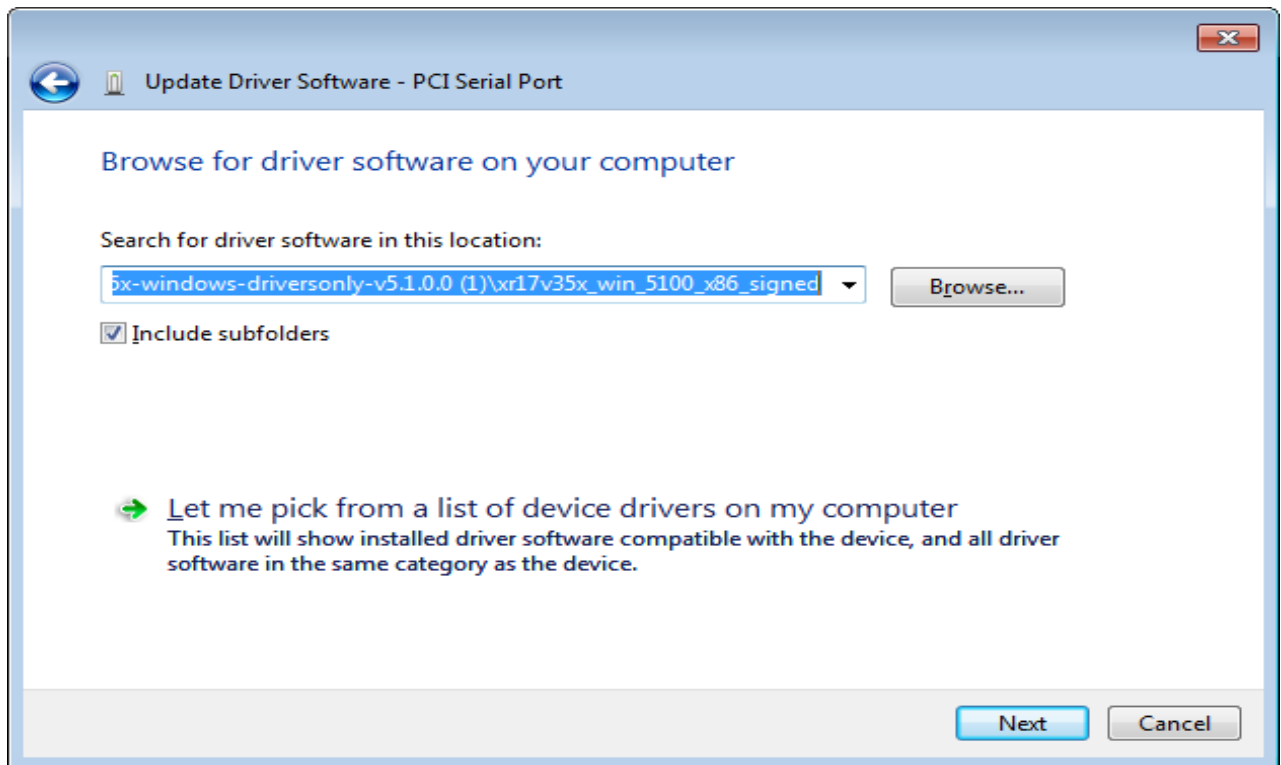 Update Driver Software - PCI Serial Port
Browse for driver software on your computer
Search for driver software in this location:
5x-windows-driversonly-v5.1.0.0 (1)\xr17v35x_win_5100_x86_signed
Browse...
Include subfolders
Let me pick from a list of device drivers on my computer
This list will show installed driver software compatible with the device, and all driver
software in the same category as the device.
Next
Cancel